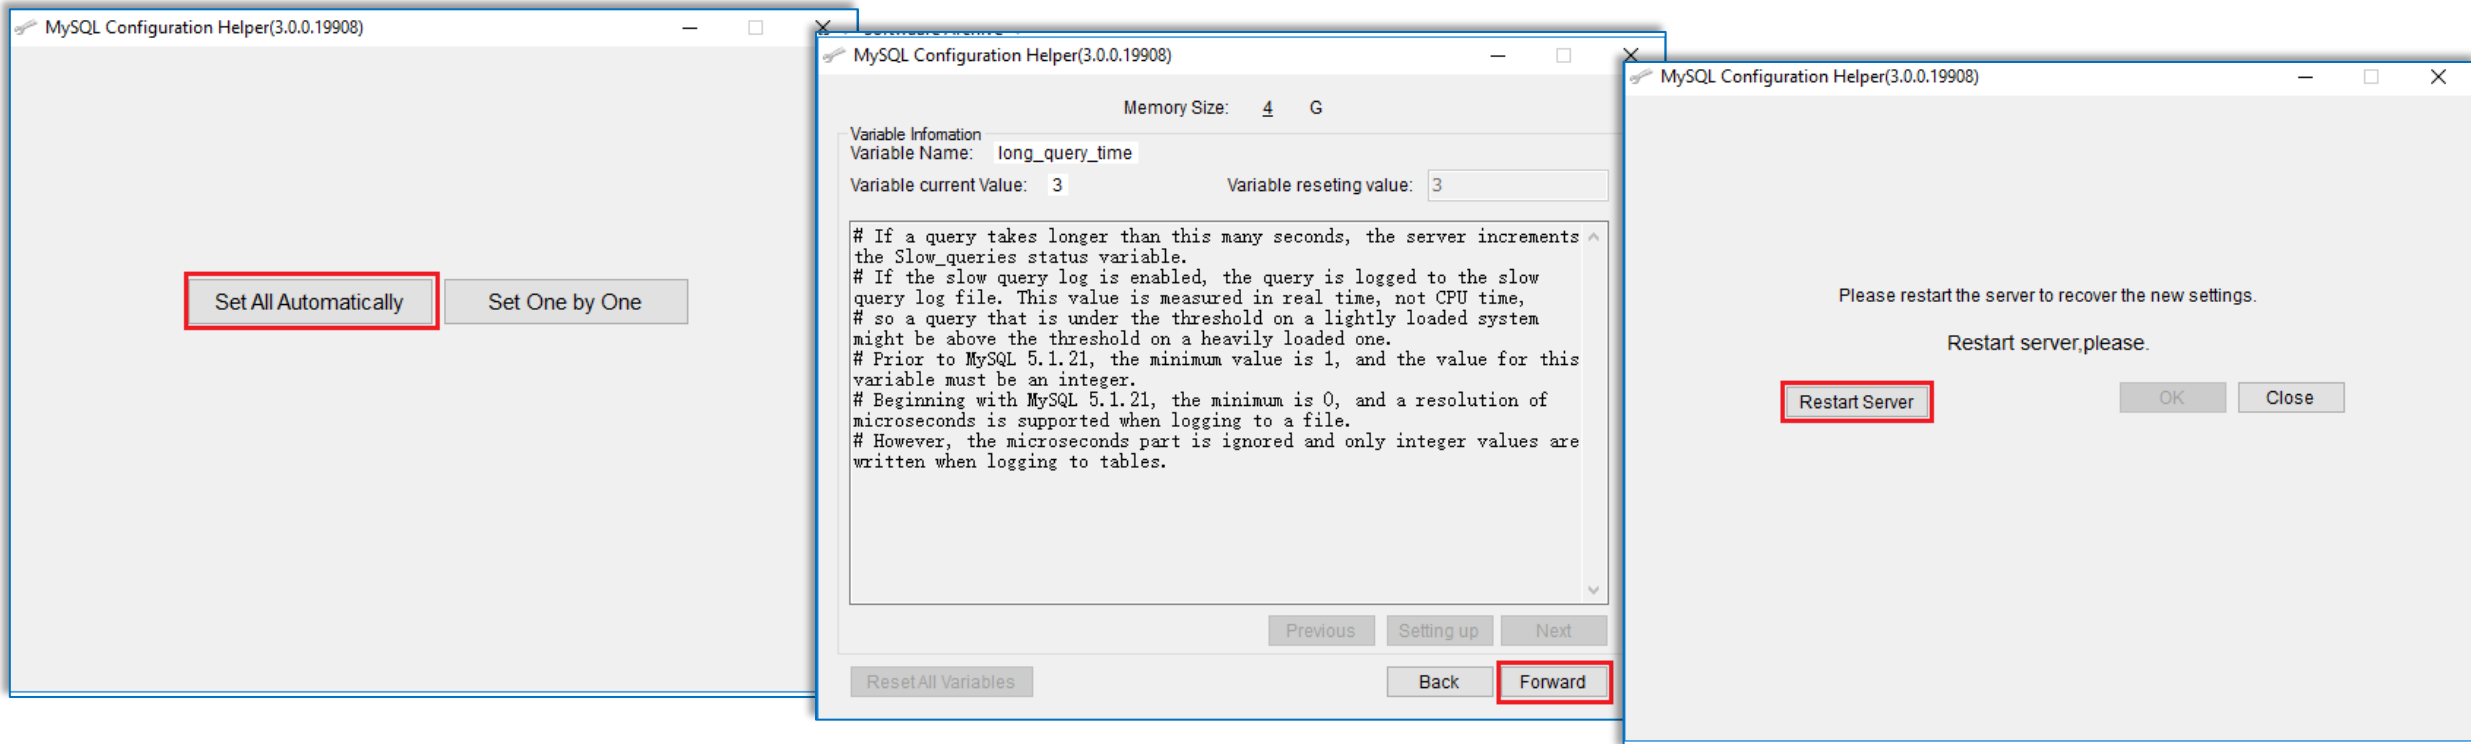 MySQL Configuration Helper(3.0.0.19908)
Set All Automatically
Set One by One
MySQL Configuration Helper(3.0.0.19908)
Memory Size: 4 G
Variable Infomation
Variable Name: long_query_time
Variable current Value: 3
Variable reseting value: 3
# If a query takes longer than this many seconds, the server increments
the Slow_queries status variable.
# If the slow query log is enabled, the query is logged to the slow
query log file. This value is measured in real time, not CPU time,
# so a query that is under the threshold on a lightly loaded system
might be above the threshold on a heavily loaded one.
# Prior to MySQL 5.1.21, the minimum value is 1, and the value for this
variable must be an integer.
# Beginning with MySQL 5.1.21, the minimum is 0, and a resolution of
microseconds is supported when logging to a file.
# However, the microseconds part is ignored and only integer values are
written when logging to tables.
Previous
Setting up
Next
Reset All Variables
Back
Forward
MySQL Configuration Helper(3.0.0.19908)
Please restart the server to recover the new settings.
Restart server,please.
Restart Server
OK
Close